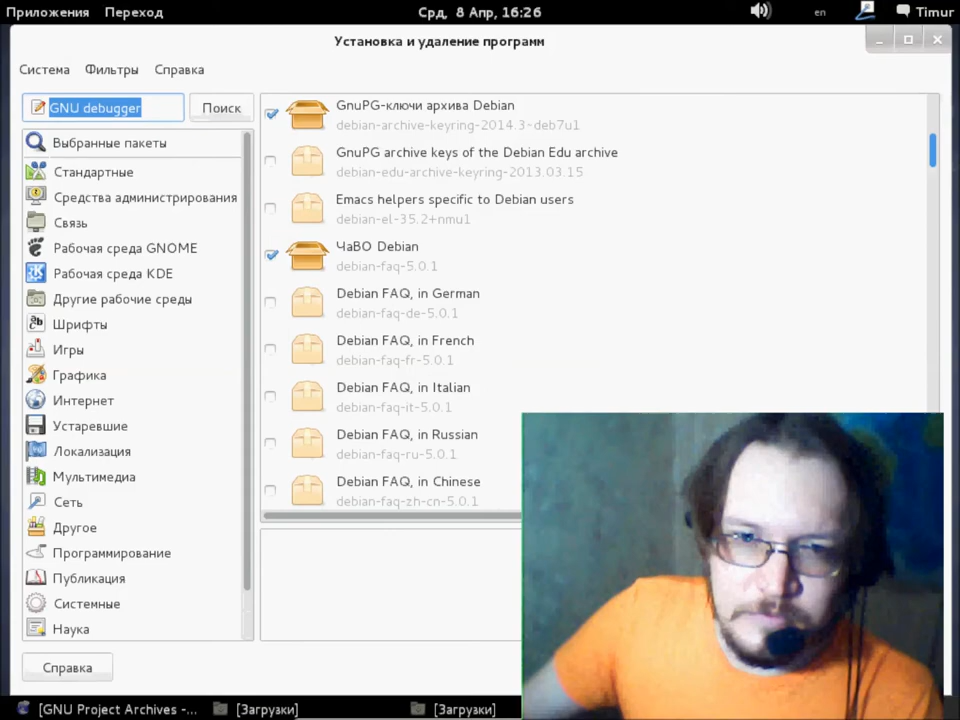 Приложения Переход Срд, 8 Апр, 16:26 en Timur
Установка и удаление программ
Система Фильтры Справка
GNU debugger Поиск
Выбранные пакеты
Стандартные
Средства администрирования
Связь
Рабочая среда GNOME
Рабочая среда KDE
Другие рабочие среды
Шрифты
Игры
Графика
Интернет
Устаревшие
Локализация
Мультимедиа
Сеть
Другое
Программирование
Публикация
Системные
Наука
Справка
GnuPG-ключи архива Debian
debian-archive-keyring-2014.3~deb7u1
GnuPG archive keys of the Debian Edu archive
debian-edu-archive-keyring-2013.03.15
Emacs helpers specific to Debian users
debian-el-35.2+nmu1
ЧаВО Debian
debian-faq-5.0.1
Debian FAQ, in German
debian-faq-de-5.0.1
Debian FAQ, in French
debian-faq-fr-5.0.1
Debian FAQ, in Italian
debian-faq-it-5.0.1
Debian FAQ, in Russian
debian-faq-ru-5.0.1
Debian FAQ, in Chinese
debian-faq-zh-cn-5.0.1
[GNU Project Archives -... [Загрузки] [Загрузки]